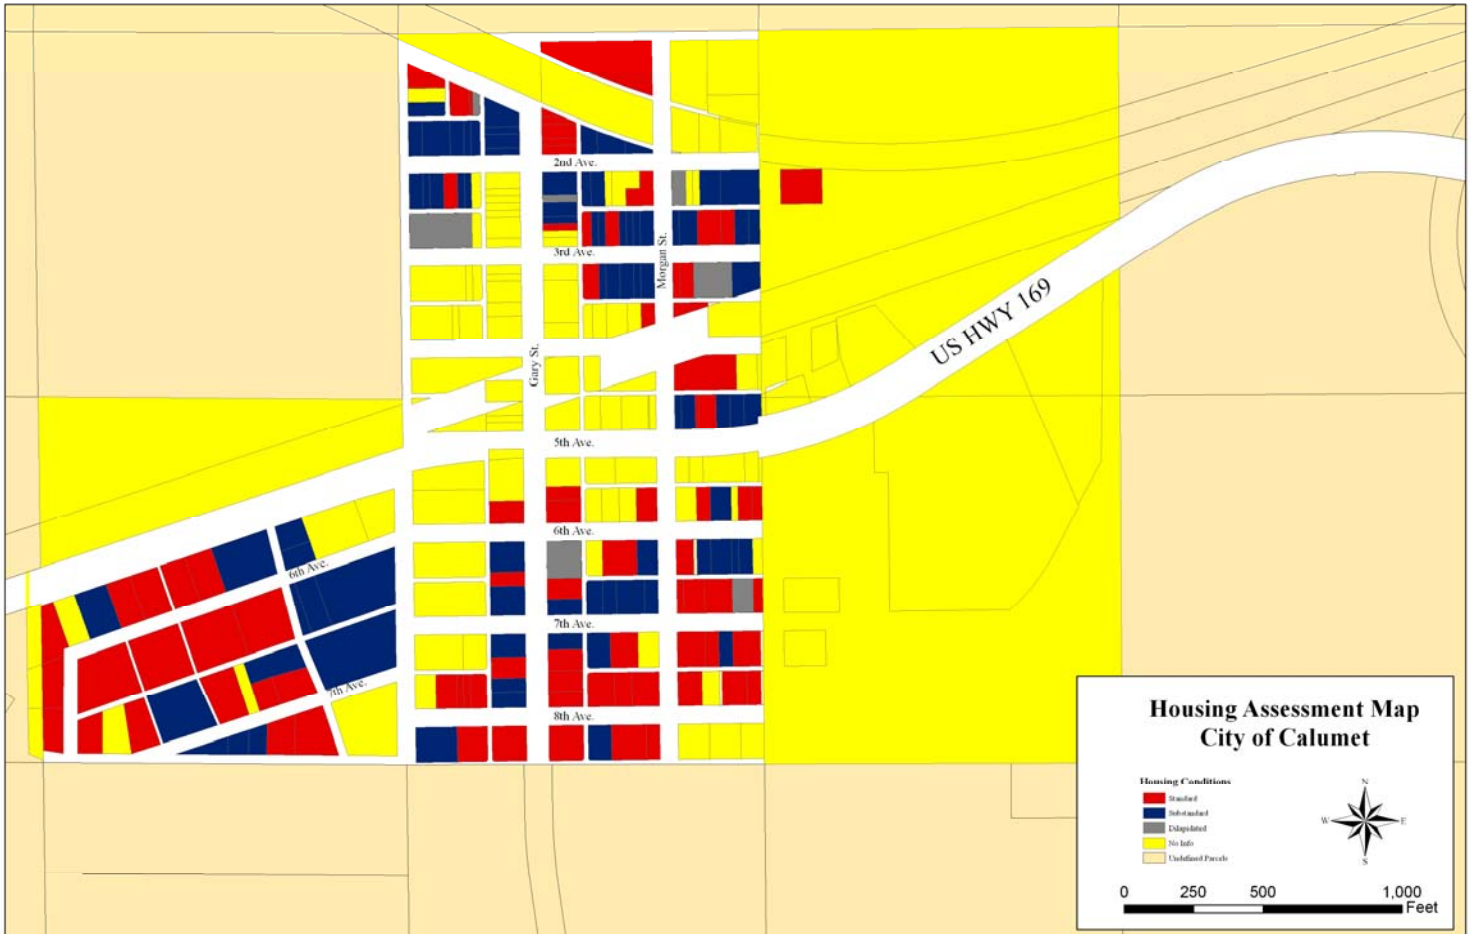 2nd Ave.
3rd Ave.
Morgan St.
US HWY 169
Gary St.
5th Ave.
6th Ave.
6th Ave.
7th Ave.
7th Ave.
8th Ave.
Housing Assessment Map
City of Calumet
Housing Conditions
Standard
Substandard
Dilapidated
No Info
Undefined Parcels
N
W E
S
0 250 500 1,000
Feet